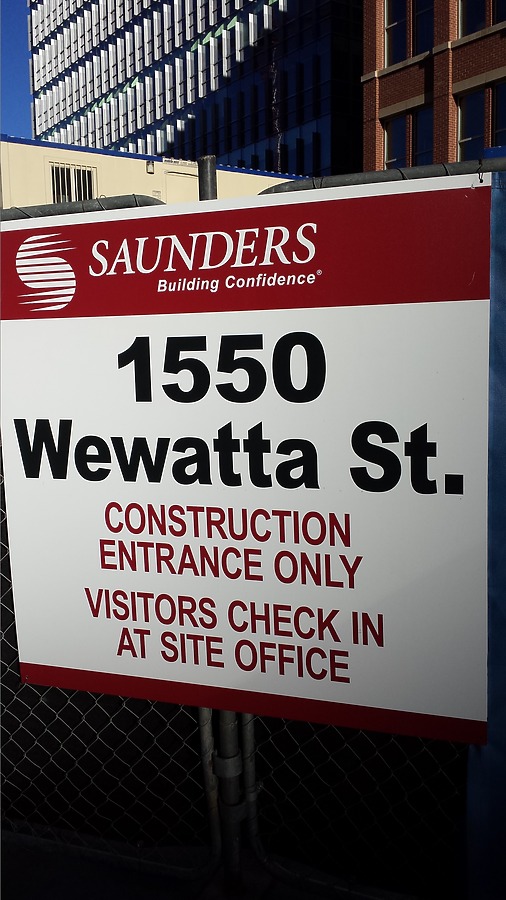 SAUNDERS
Building Confidence®
1550
Wewatta St.
CONSTRUCTION
ENTRANCE ONLY
VISITORS CHECK IN
AT SITE OFFICE